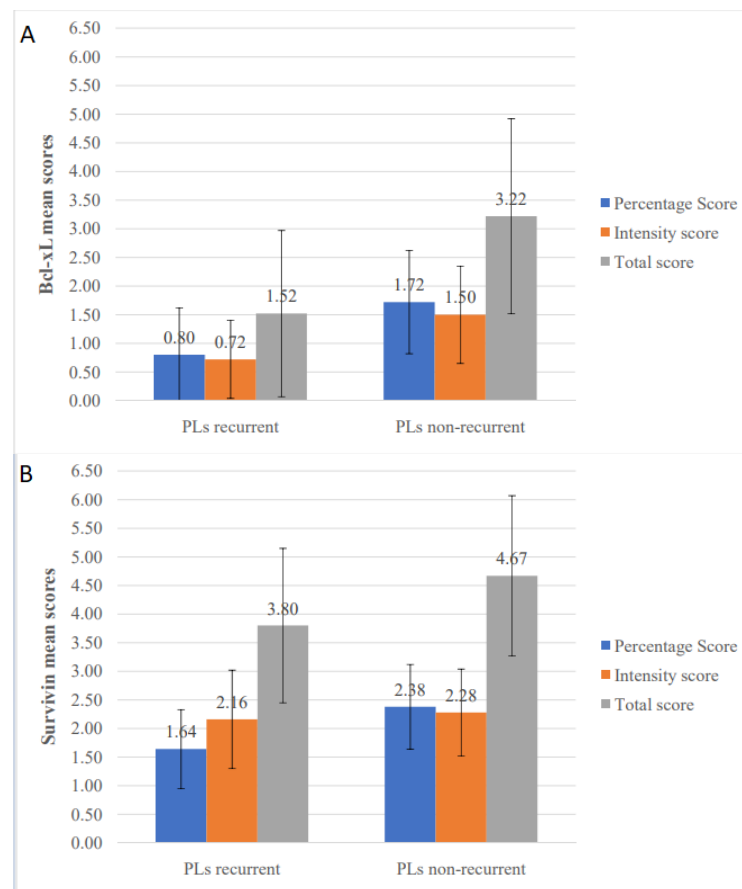 A
6.50
6.00
5.50
5.00
4.50
4.00
3.50
3.00
2.50
2.00
1.50
1.00
0.50
0.00
Bcl-xL mean scores
0.80
0.72
1.52
1.72
1.50
3.22
PLs recurrent
PLs non-recurrent
Percentage Score
Intensity score
Total score
B
6.50
6.00
5.50
5.00
4.50
4.00
3.50
3.00
2.50
2.00
1.50
1.00
0.50
0.00
Survivin mean scores
1.64
2.16
3.80
2.38
2.28
4.67
PLs recurrent
PLs non-recurrent
Percentage Score
Intensity score
Total score